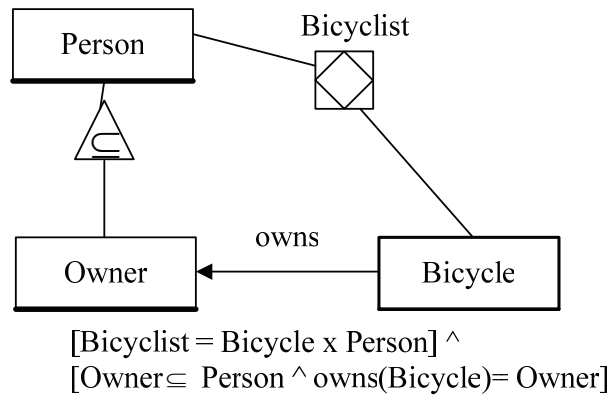 Bicyclist
Person
⊆
owns
Owner
Bicycle
[Bicyclist = Bicycle x Person] ^
[Owner⊆ Person ^ owns(Bicycle)= Owner]